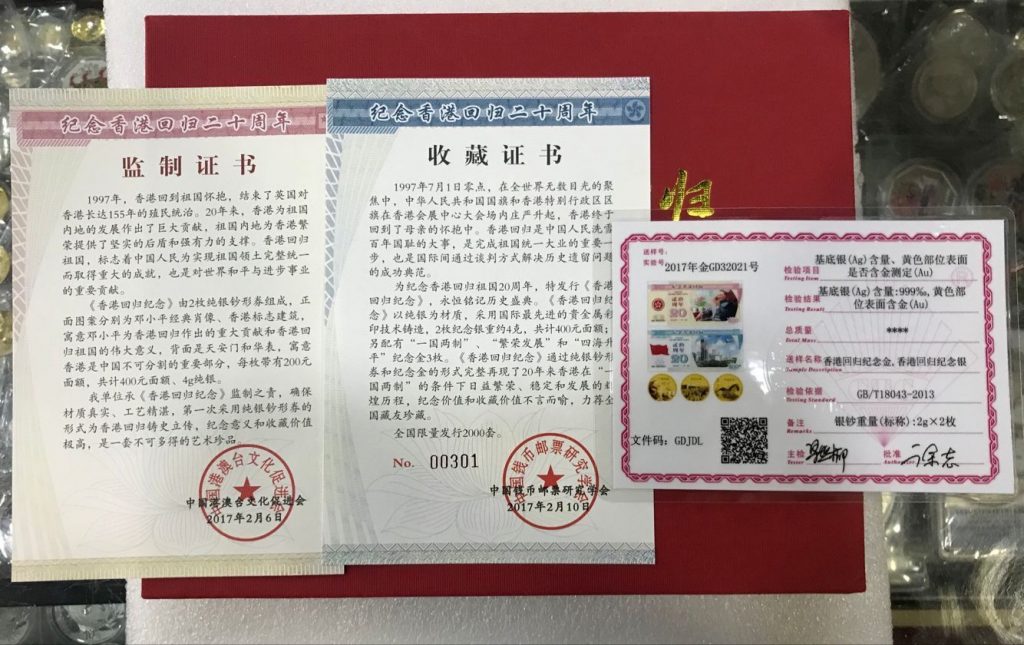 纪念香港回归二十周年
监制证书
1997年，香港回到祖国怀抱，结束了英国对
香港长达155年的殖民统治。20年来，香港为祖国
内地的发展作出了巨大贡献，祖国内地为香港繁
荣提供了坚实的后盾和强有力的支撑。香港回归
祖国，标志着中国人民为实现祖国领土完整统一
而取得重大的成就，也是对世界和平与进步事业
的重要贡献。
《香港回归纪念》由2枚纯银钞形券组成，正
面图案分别为邓小平经典肖像、香港标志建筑，
寓意邓小平为香港回归作出的重大贡献和香港回
归祖国的伟大意义，背面是天安门和华表，寓意
香港是中国不可分割的重要部分，每枚带有200元
面额，共计400元面额、4g纯银。
我单位承《香港回归纪念》监制之责，确保
材质真实、工艺精湛，第一次采用纯银钞形券的
形式为香港回归铸史立传，纪念意义和收藏价值
极高，是一套不可多得的艺术珍品。
中国港澳台文化促进会
2017年2月6日
纪念香港回归二十周年
收藏证书
1997年7月1日零点，在全世界无数目光的聚
焦中，中华人民共和国国旗和香港特别行政区区
旗在香港会展中心大会场内庄严升起，香港终于
回到了母亲的怀抱中。香港回归是中国人民洗雪
百年国耻的大事，是完成祖国统一大业的重要一
步，也是国际间通过谈判方式解决历史遗留问题
的成功典范。
为纪念香港回归祖国20周年，特发行《香港
回归纪念》，永恒铭记历史盛典。《香港回归纪
念》以纯银为材质，采用国际最先进的贵金属彩
印技术铸造，2枚纪念银重约4克，共计400元面额；
另配有“一国两制”、“繁荣发展”和“四海升
平”纪念金3枚。《香港回归纪念》通过纯银钞券
和纪念金的形式完整再现了20年来香港在“一
国两制”的条件下日益繁荣、稳定和发展的辉
煌历程，纪念价值和收藏价值不言而喻，力荐全
国藏友珍藏。
全国限量发行2000套。
No. 00301
中国钱币邮票研究学会
2017年2月10日
归
送样号：
实验号 2017年金GD32021号
贰拾周年
20
贰拾周年
20
文件码：GDJDL
检验项目
Testing Item
基底银(Ag)含量、黄色部位表面
是否含金测定(Au)
检验结果
Testing Result
基底银(Ag)含量:999‰,黄色部
位表面含金(Au)
总质量
****
送样名称
Sample Description
香港回归纪念金,香港回归纪念银
检验依据
Testing Standard
GB/T18043-2013
备注
Remarks
银钞重量(标称):2g×2枚
主检
Tester
批准